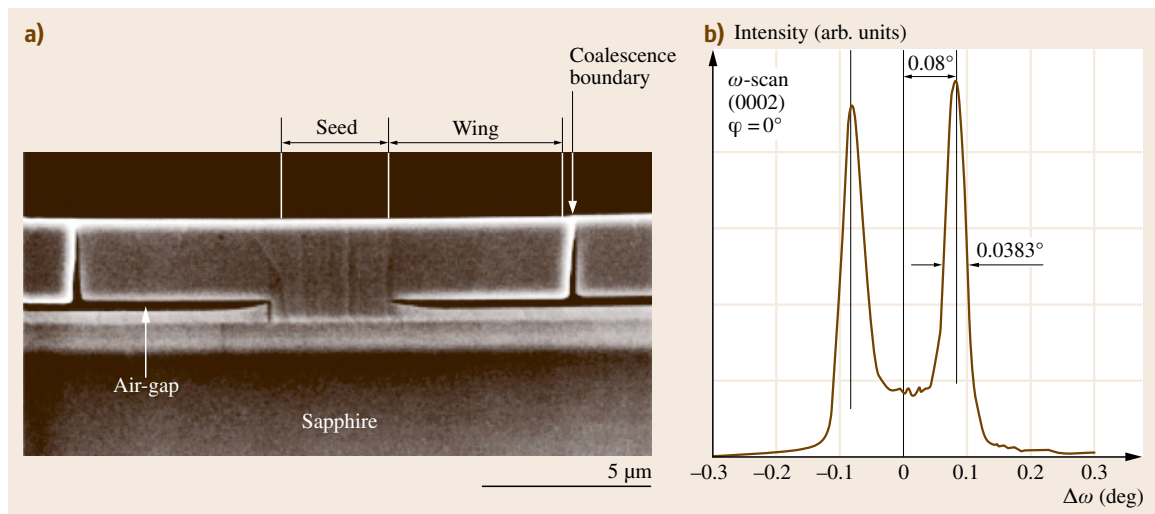 a)
Coalescence
boundary
Seed
Wing
Air-gap
Sapphire
5 µm
b) Intensity (arb. units)
0.08°
ω-scan
(0002)
φ = 0°
0.0383°
–0.3 –0.2 –0.1 0 0.1 0.2 0.3
Δω (deg)